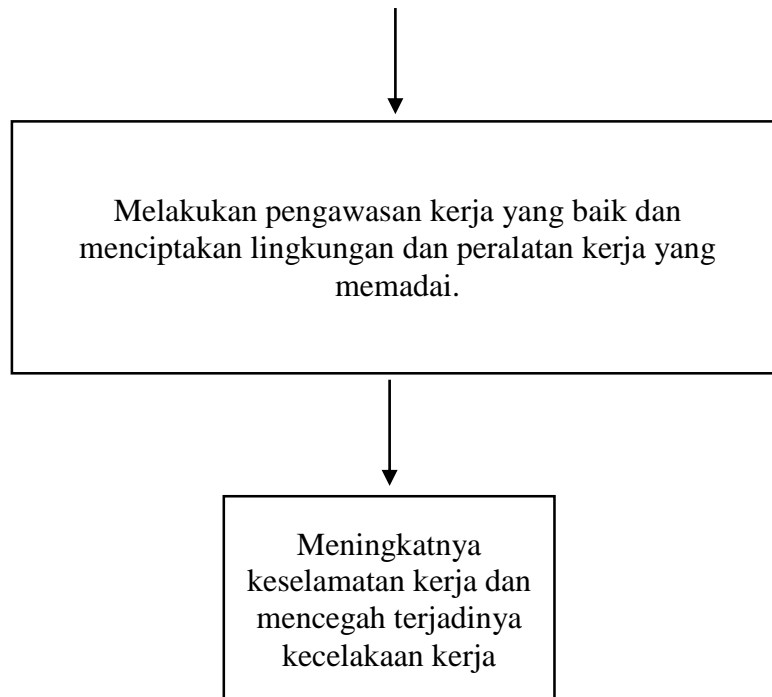 Melakukan pengawasan kerja yang baik dan
menciptakan lingkungan dan peralatan kerja yang
memadai.
Meningkatnya
keselamatan kerja dan
mencegah terjadinya
kecelakaan kerja